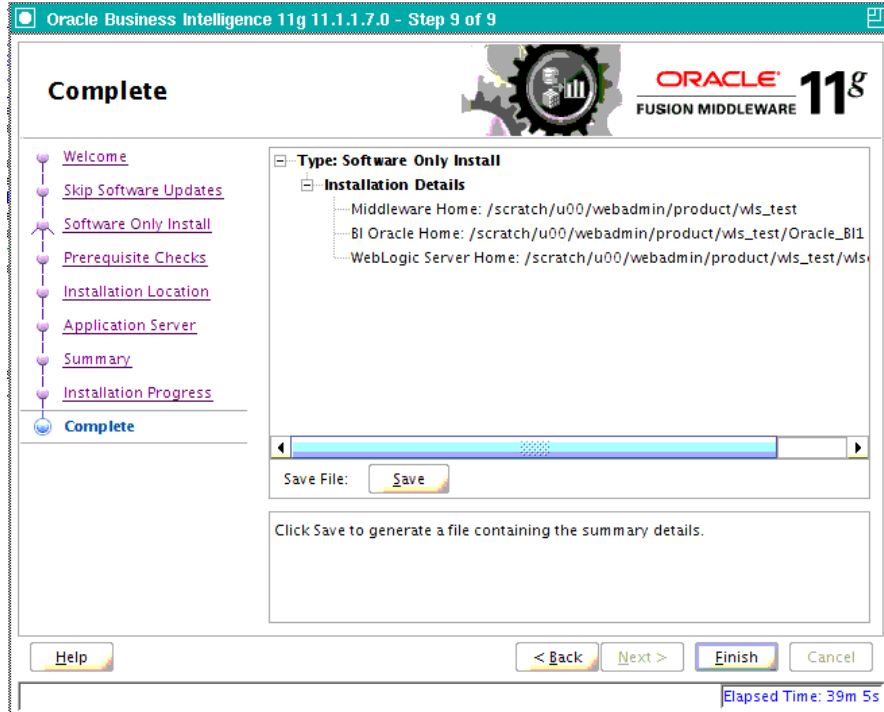 Oracle Business Intelligence 11g 11.1.1.7.0 - Step 9 of 9
Complete
ORACLE
FUSION MIDDLEWARE 11g
Welcome
Skip Software Updates
Software Only Install
Prerequisite Checks
Installation Location
Application Server
Summary
Installation Progress
Complete
Type: Software Only Install
Installation Details
Middleware Home: /scratch/u00/webadmin/product/wls_test
BI Oracle Home: /scratch/u00/webadmin/product/wls_test/Oracle_BI1
WebLogic Server Home: /scratch/u00/webadmin/product/wls_test/wlse
Save File: Save
Click Save to generate a file containing the summary details.
Help < Back Next > Finish Cancel
Elapsed Time: 39m 5s